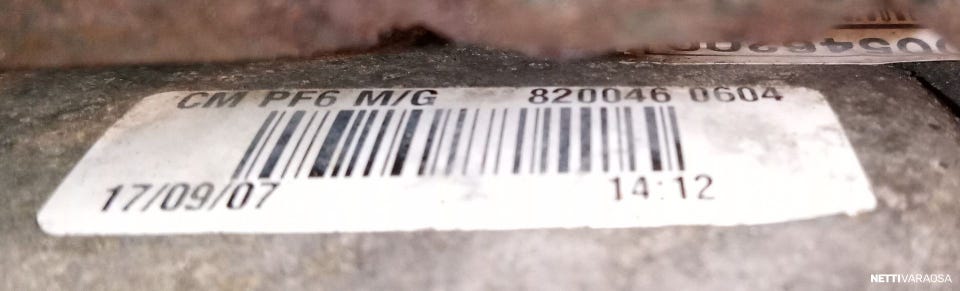 CM PF6 M/G 820046 0604
17/09/07 14:12
NETTIVARAOSA